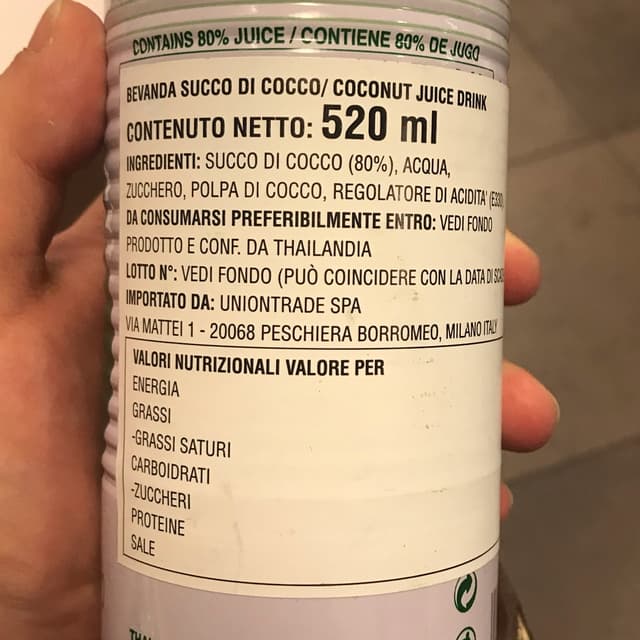 CONTAINS 80% JUICE / CONTIENE 80% DE JUGO
BEVANDA SUCCO DI COCCO/ COCONUT JUICE DRINK
CONTENUTO NETTO: 520 ml
INGREDIENTI: SUCCO DI COCCO (80%), ACQUA,
ZUCCHERO, POLPA DI COCCO, REGOLATORE DI ACIDITA' (E330
DA CONSUMARSI PREFERIBILMENTE ENTRO: VEDI FONDO
PRODOTTO E CONF. DA THAILANDIA
LOTTO N°: VEDI FONDO (PUÒ COINCIDERE CON LA DATA DI SCA
IMPORTATO DA: UNIONTRADE SPA
VIA MATTEI 1 - 20068 PESCHIERA BORROMEO, MILANO ITALY
VALORI NUTRIZIONALI VALORE PER
ENERGIA
GRASSI
-GRASSI SATURI
CARBOIDRATI
-ZUCCHERI
PROTEINE
SALE